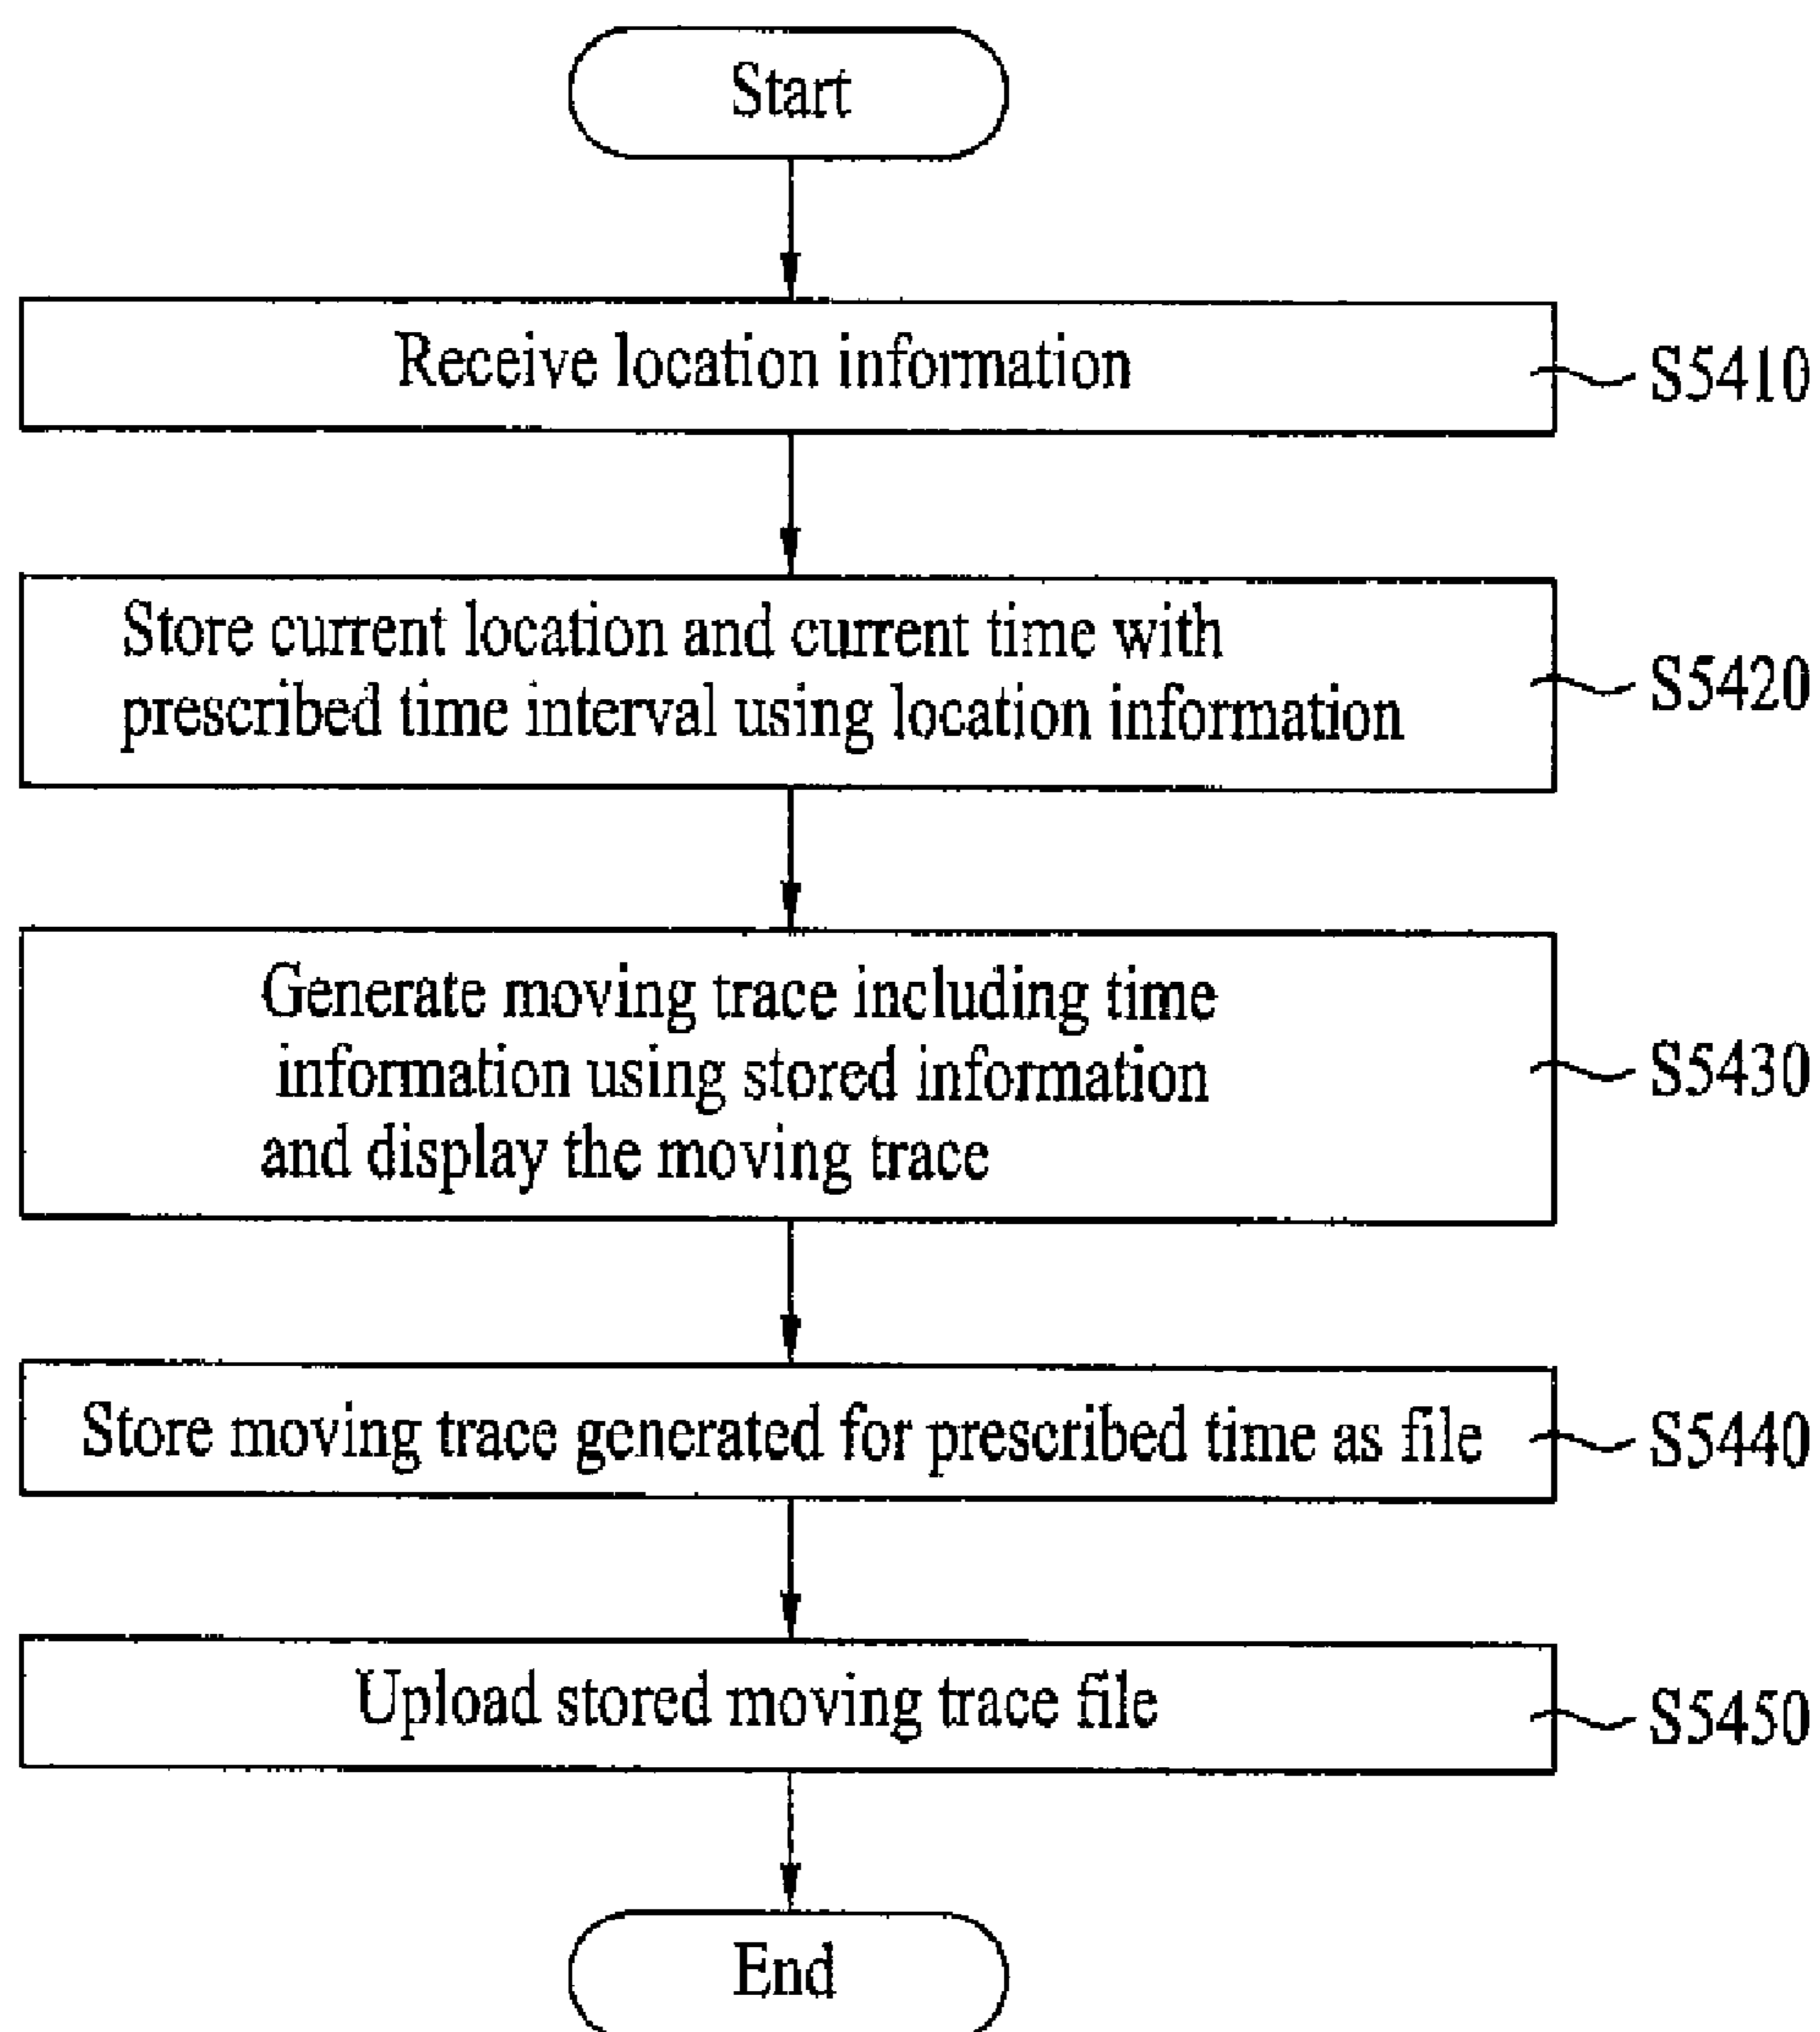 Start
Receive location information
S5410
Store current location and current time with
prescribed time interval using location information
S5420
Generate moving trace including time
information using stored information
and display the moving trace
S5430
Store moving trace generated for prescribed time as file
S5440
Upload stored moving trace file
S5450
End